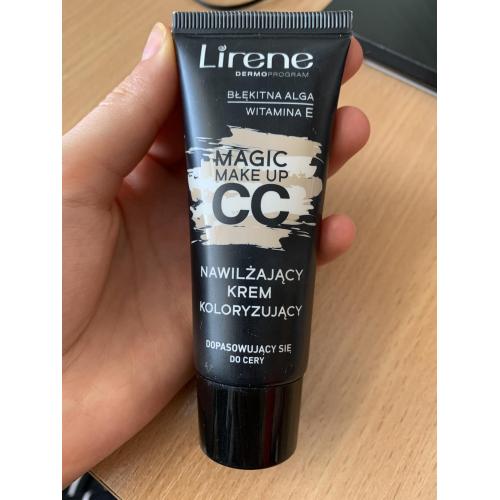 Lirene
DERMOPROGRAM
BŁĘKITNA ALGA
WITAMINA E
MAGIC
MAKE UP
CC
NAWILŻAJĄCY
KREM
KOLORYZUJĄCY
DOPASOWUJĄCY SIĘ
DO CERY